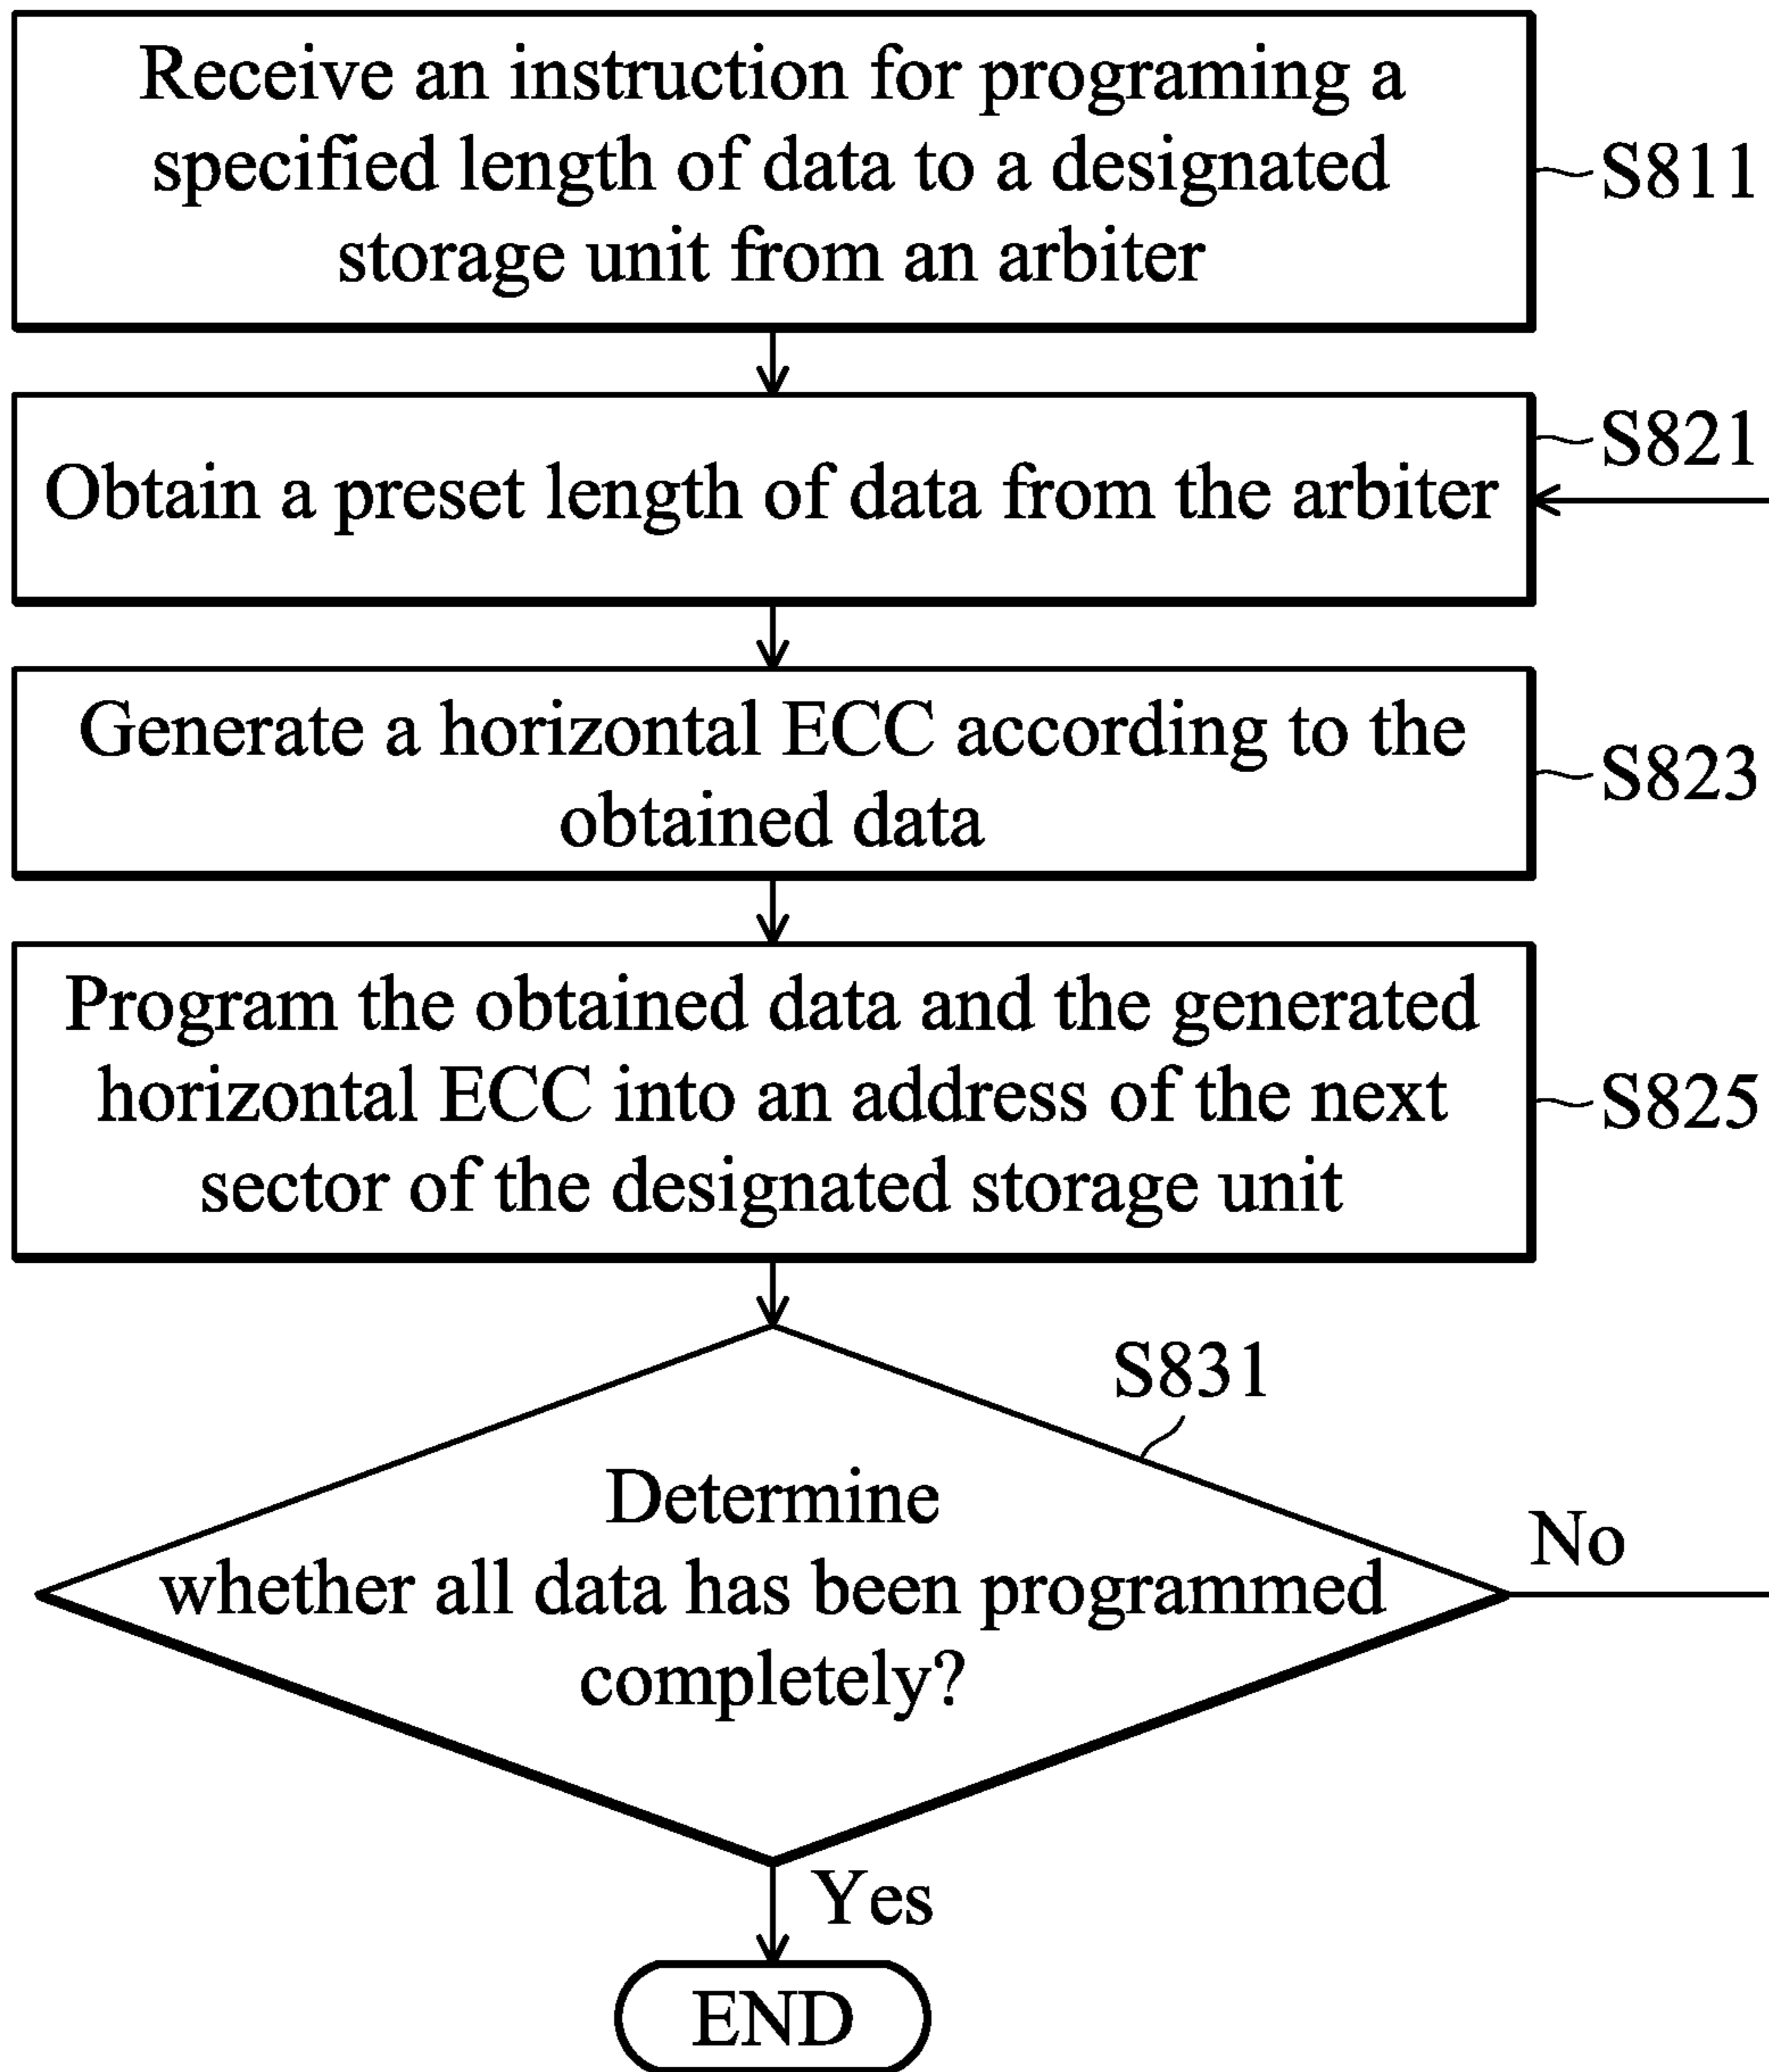 Receive an instruction for programing a
specified length of data to a designated
storage unit from an arbiter
S811
Obtain a preset length of data from the arbiter
S821
Generate a horizontal ECC according to the
obtained data
S823
Program the obtained data and the generated
horizontal ECC into an address of the next
sector of the designated storage unit
S825
S831
Determine
whether all data has been programmed
completely?
No
Yes
END